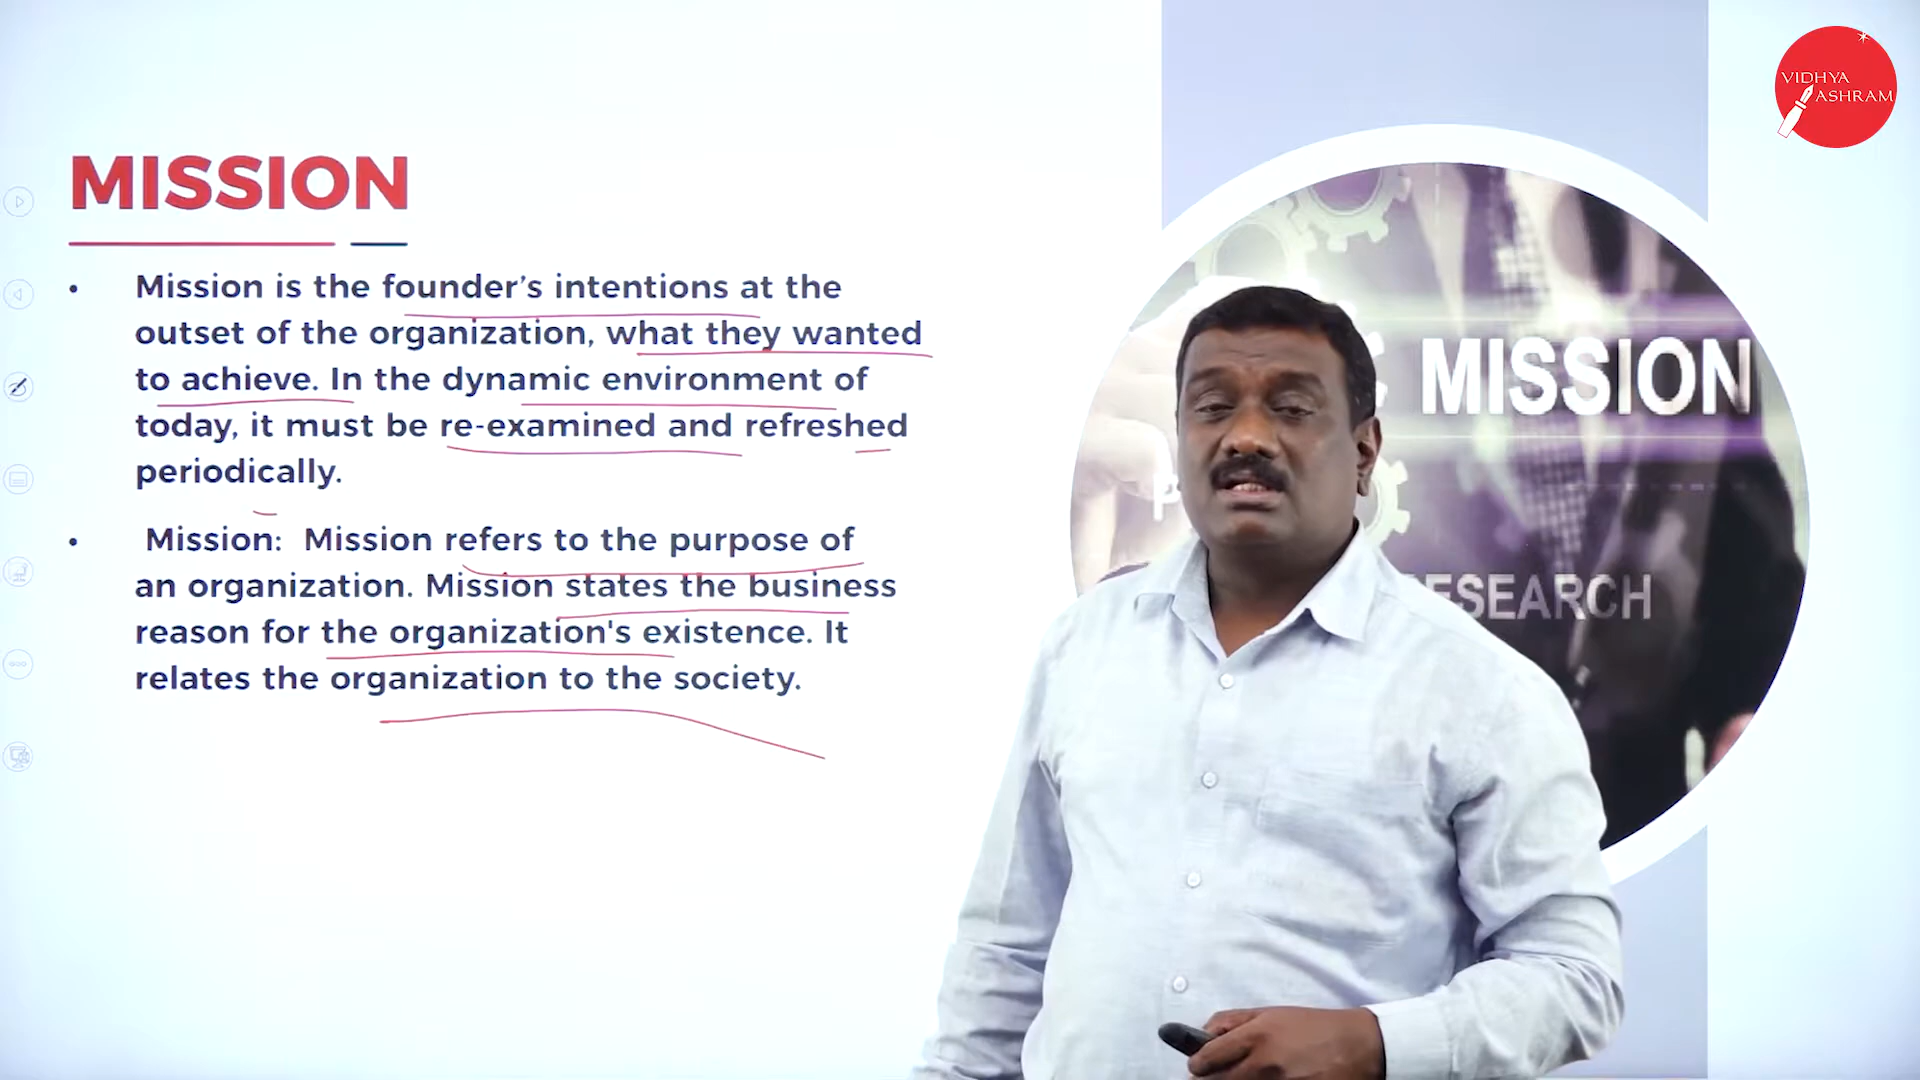 VIDHYA
ASHRAM
MISSION
• Mission is the founder's intentions at the
outset of the organization, what they wanted
to achieve. In the dynamic environment of
today, it must be re-examined and refreshed
periodically.
• Mission: Mission refers to the purpose of
an organization. Mission states the business
reason for the organization's existence. It
relates the organization to the society.
MISSION
RESEARCH